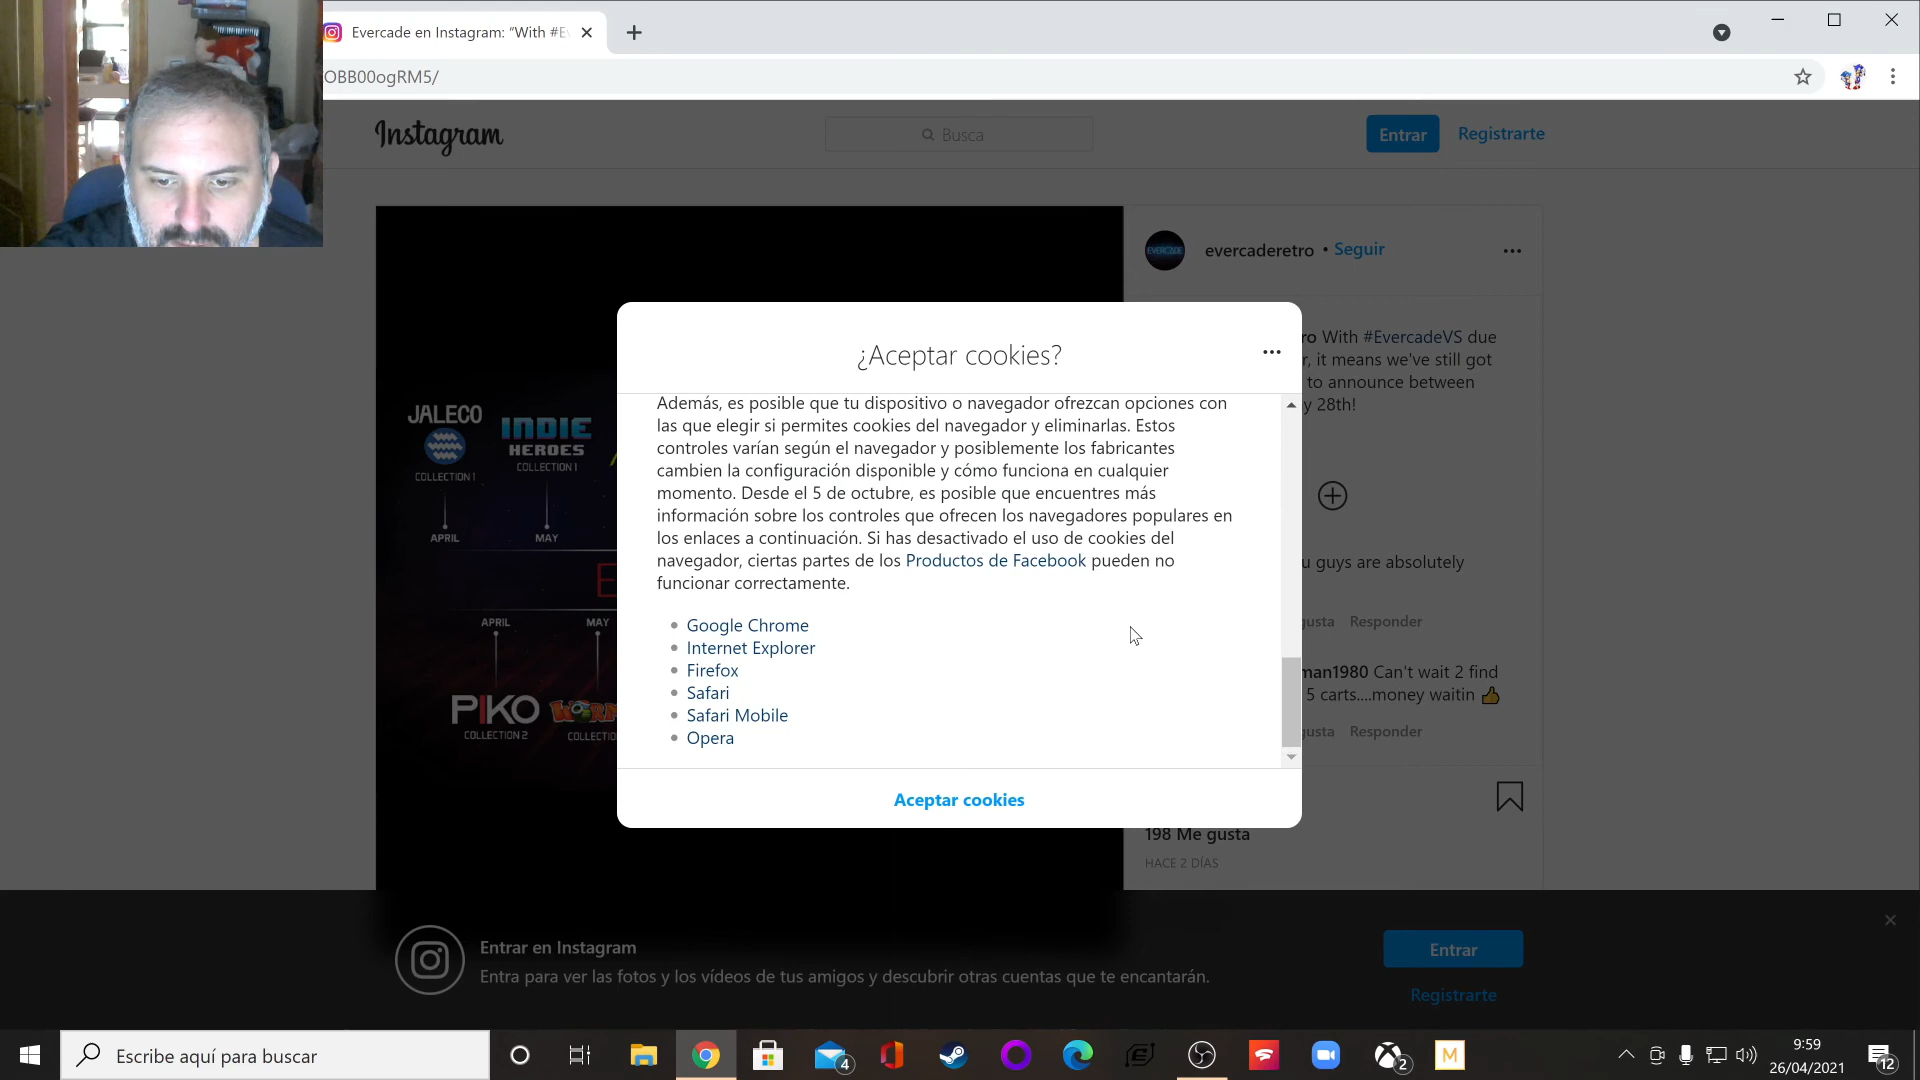 Evercade en Instagram: "With #E
OBB00ogRM5/
Instagram
Busca
Entrar
Registrarte
EVERCADE
evercaderetro • Seguir
ro With #EvercadeVS due
r, it means we've still got
to announce between
y 28th!
u guys are absolutely
gusta Responder
man1980 Can't wait 2 find
5 carts....money waitin 👍
gusta Responder
198 Me gusta
HACE 2 DÍAS
JALECO
COLLECTION 1
INDIE
HEROES
COLLECTION 1
APRIL
MAY
E
APRIL
MAY
PIKO
COLLECTION 2
WORM
COLLECTIO
¿Aceptar cookies?
Además, es posible que tu dispositivo o navegador ofrezcan opciones con
las que elegir si permites cookies del navegador y eliminarlas. Estos
controles varían según el navegador y posiblemente los fabricantes
cambien la configuración disponible y cómo funciona en cualquier
momento. Desde el 5 de octubre, es posible que encuentres más
información sobre los controles que ofrecen los navegadores populares en
los enlaces a continuación. Si has desactivado el uso de cookies del
navegador, ciertas partes de los Productos de Facebook pueden no
funcionar correctamente.
• Google Chrome
• Internet Explorer
• Firefox
• Safari
• Safari Mobile
• Opera
Aceptar cookies
Entrar en Instagram
Entra para ver las fotos y los vídeos de tus amigos y descubrir otras cuentas que te encantarán.
Entrar
Registrarte
Escribe aquí para buscar
4
2
M
9:59
26/04/2021
12